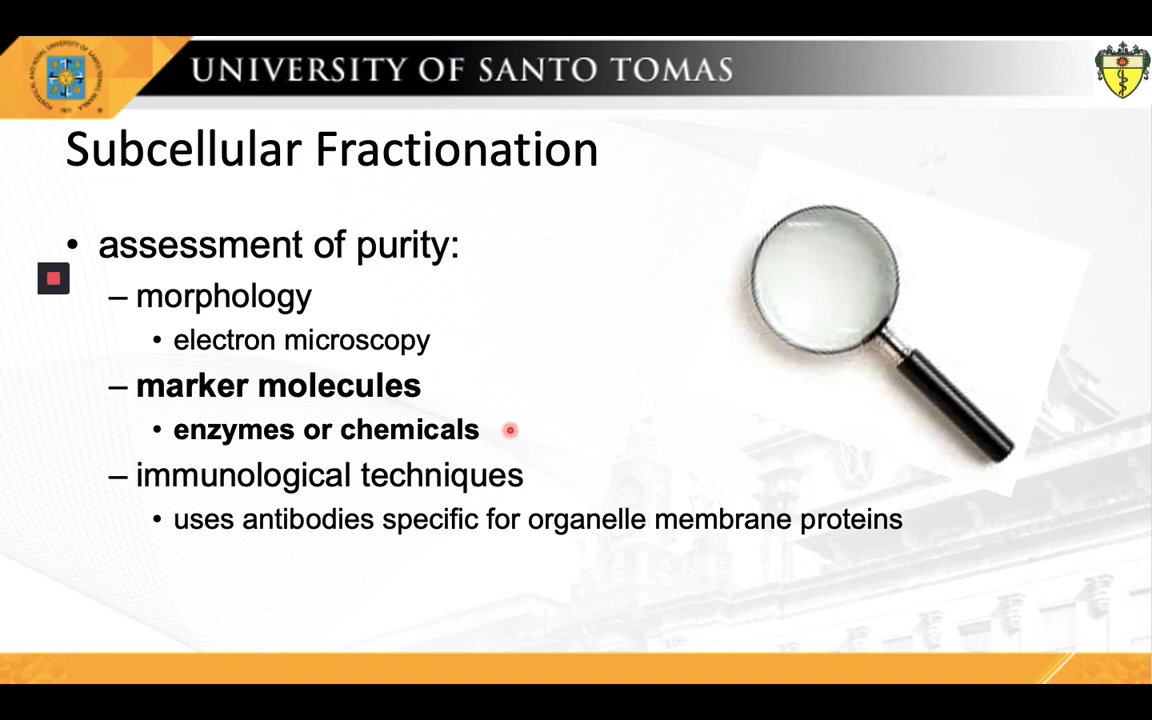 UNIVERSITY OF SANTO TOMAS
Subcellular Fractionation
• assessment of purity:
– morphology
• electron microscopy
– marker molecules
• enzymes or chemicals
– immunological techniques
• uses antibodies specific for organelle membrane proteins